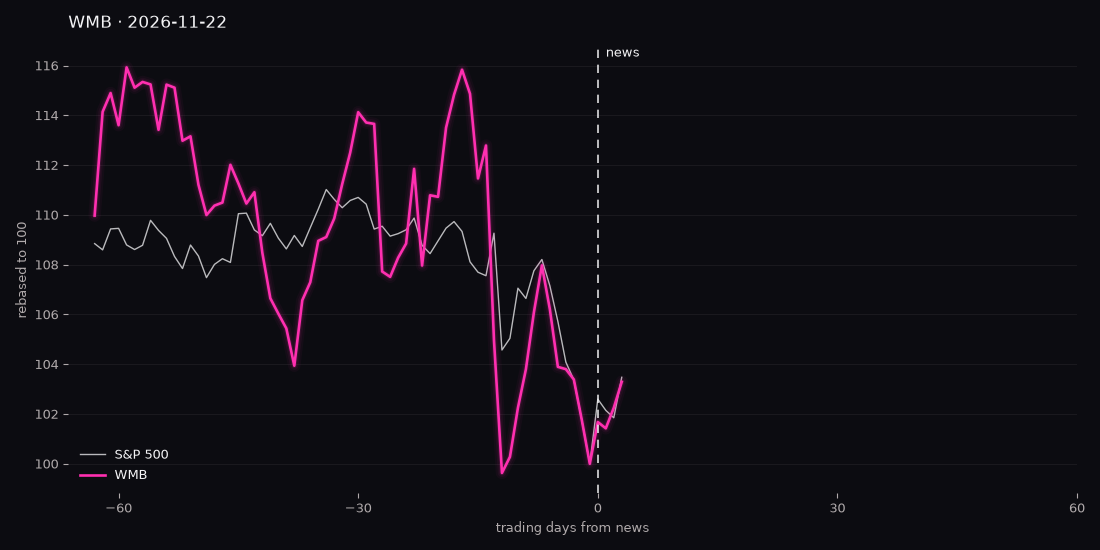 WMB · 2026-11-22
news
116
114
112
110
108
106
104
102
100
rebased to 100
S&P 500
WMB
−60
−30
0
30
60
trading days from news